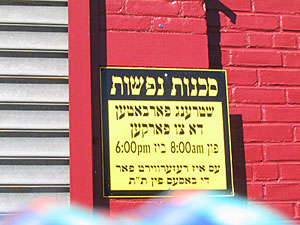 סכנות נפשות
שטרענג פארבאטען
דא צו פארקען
פון 8:00am ביז 6:00pm
עס איז רעזערווירט פאר
די באסעס פון ת"ת